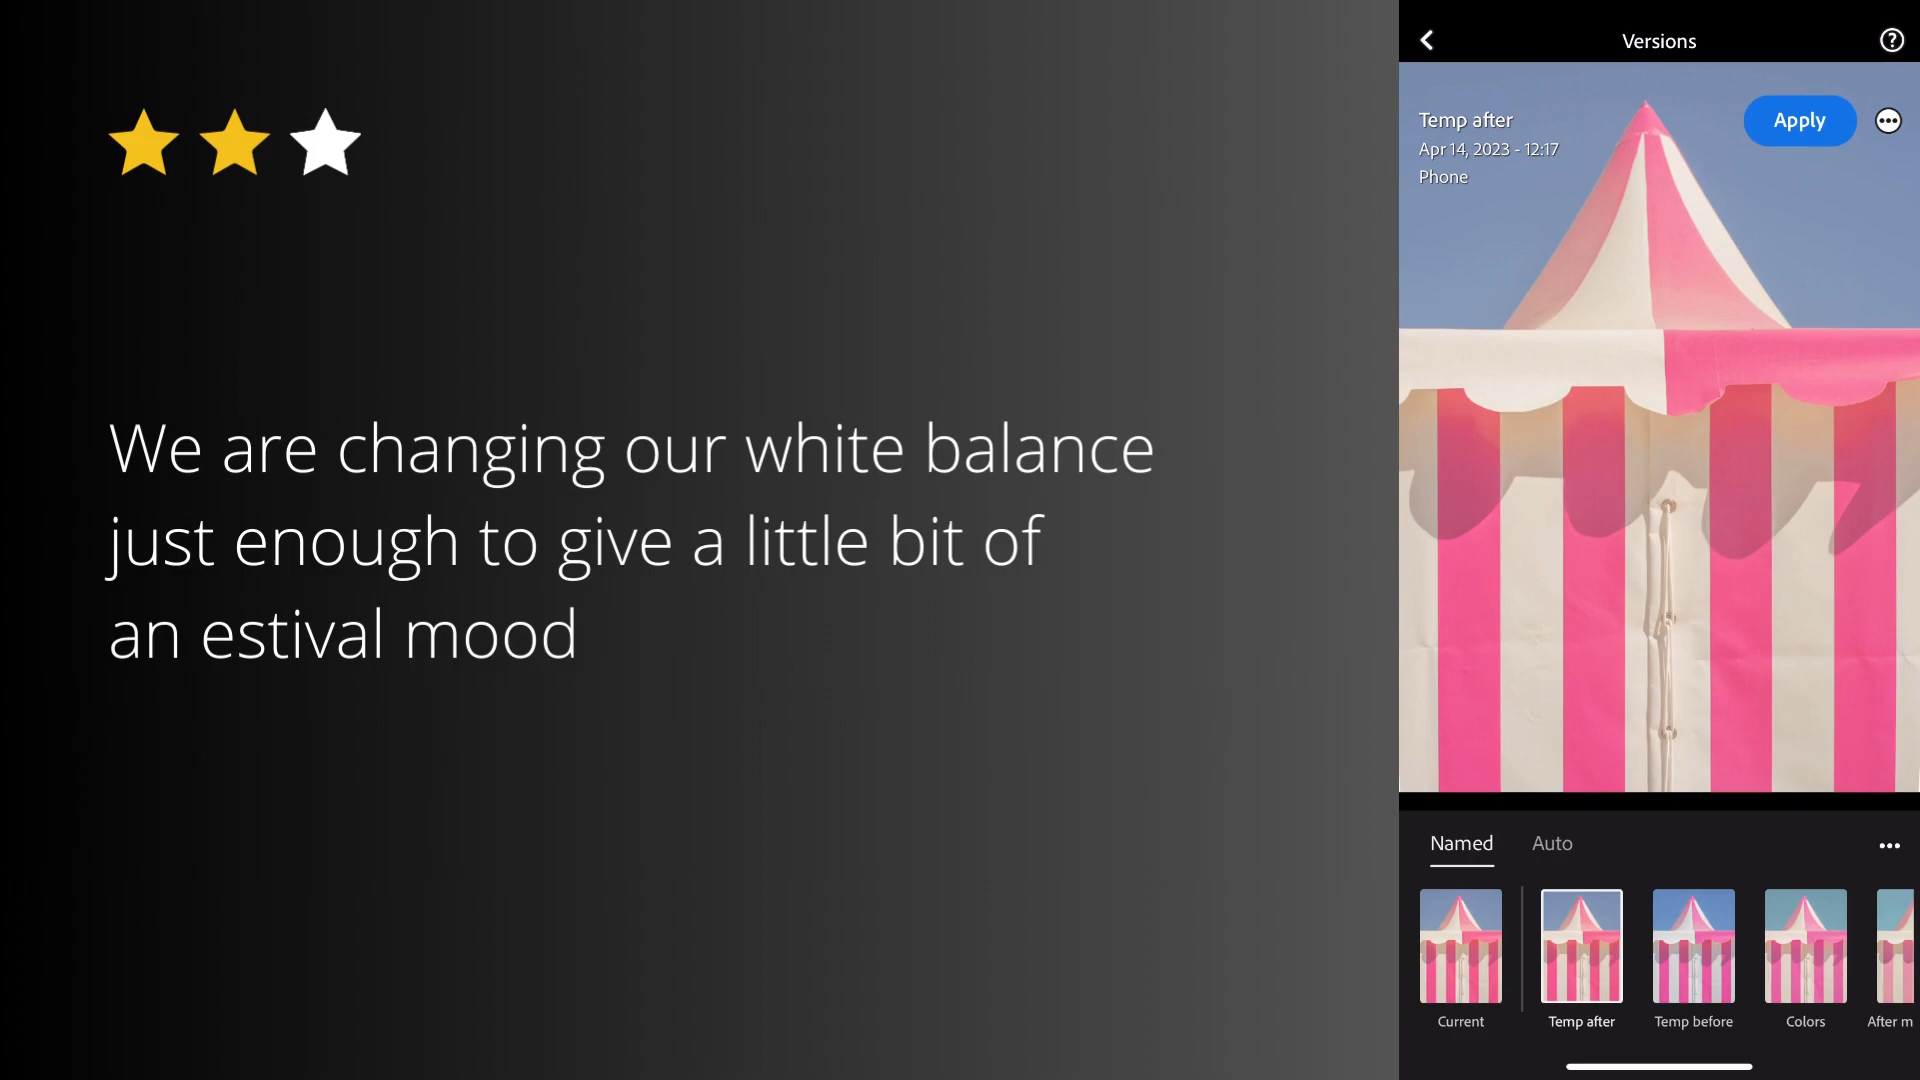 We are changing our white balance
just enough to give a little bit of
an estival mood
Versions
Temp after
Apply
Apr 14, 2023 - 12:17
Phone
Named
Auto
Current
Temp after
Temp before
Colors
After m